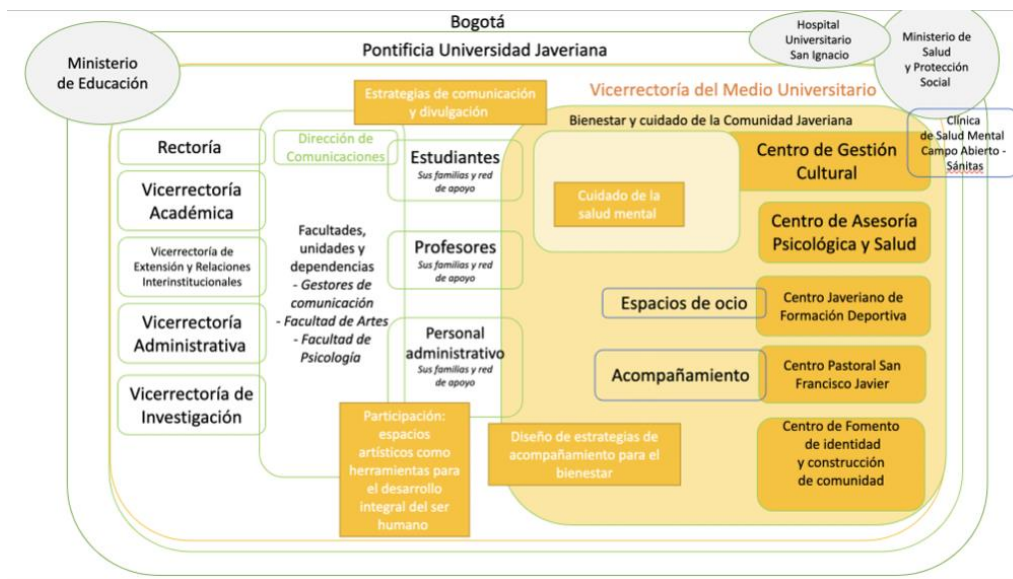 Bogotá
Pontificia Universidad Javeriana
Ministerio
de Educación
Hospital
Universitario
San Ignacio
Ministerio de
Salud
y Protección
Social
Clínica
de Salud Mental
Campo Abierto -
Sánitas
Rectoría
Vicerrectoría
Académica
Vicerrectoría de
Extensión y Relaciones
Interinstitucionales
Vicerrectoría
Administrativa
Vicerrectoría de
Investigación
Estrategias de comunicación
y divulgación
Dirección de
Comunicaciones
Facultades,
unidades y
dependencias
- Gestores de
comunicación
- Facultad de Artes
- Facultad de
Psicología
Estudiantes
Sus familias y red
de apoyo
Profesores
Sus familias y red
de apoyo
Personal
administrativo
Sus familias y red
de apoyo
Participación:
espacios
artísticos como
herramientas para
el desarrollo
integral del ser
humano
Vicerrectoría del Medio Universitario
Bienestar y cuidado de la Comunidad Javeriana
Cuidado de la
salud mental
Espacios de ocio
Acompañamiento
Diseño de estrategias de
acompañamiento para el
bienestar
Centro de Gestión
Cultural
Centro de Asesoría
Psicológica y Salud
Centro Javeriano de
Formación Deportiva
Centro Pastoral San
Francisco Javier
Centro de Fomento
de identidad
y construcción
de comunidad